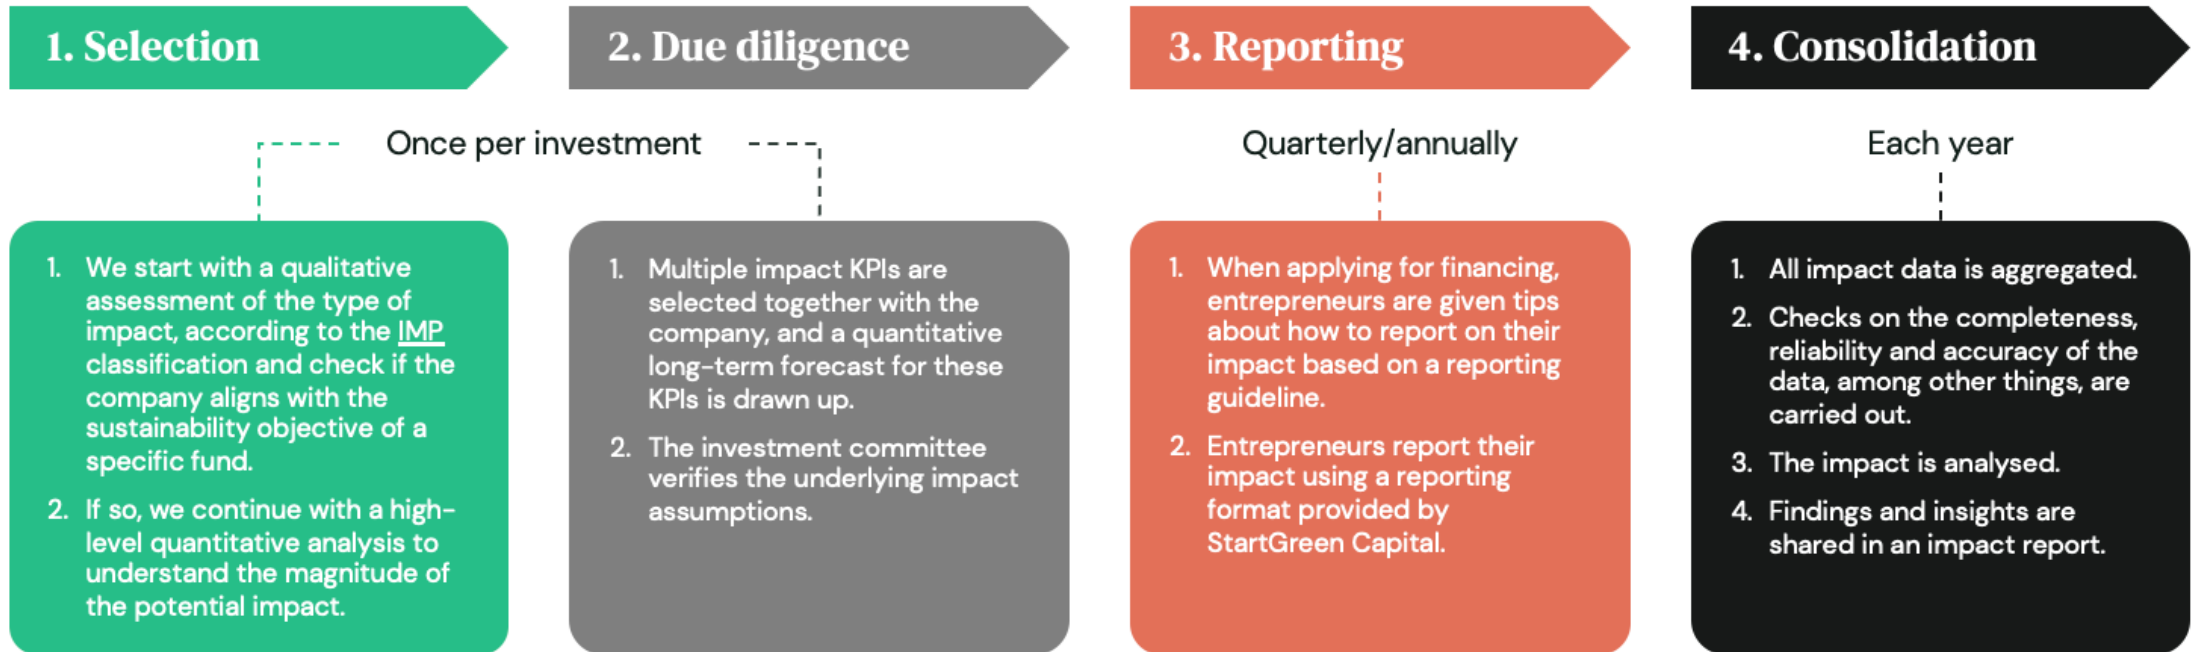 1. Selection
2. Due diligence
3. Reporting
4. Consolidation
Once per investment
Quarterly/annually
Each year
1. We start with a qualitative
assessment of the type of
impact, according to the IMP
classification and check if the
company aligns with the
sustainability objective of a
specific fund.
2. If so, we continue with a high-
level quantitative analysis to
understand the magnitude of
the potential impact.
1. Multiple impact KPIs are
selected together with the
company, and a quantitative
long-term forecast for these
KPIs is drawn up.
2. The investment committee
verifies the underlying impact
assumptions.
1. When applying for financing,
entrepreneurs are given tips
about how to report on their
impact based on a reporting
guideline.
2. Entrepreneurs report their
impact using a reporting
format provided by
StartGreen Capital.
1. All impact data is aggregated.
2. Checks on the completeness,
reliability and accuracy of the
data, among other things, are
carried out.
3. The impact is analysed.
4. Findings and insights are
shared in an impact report.